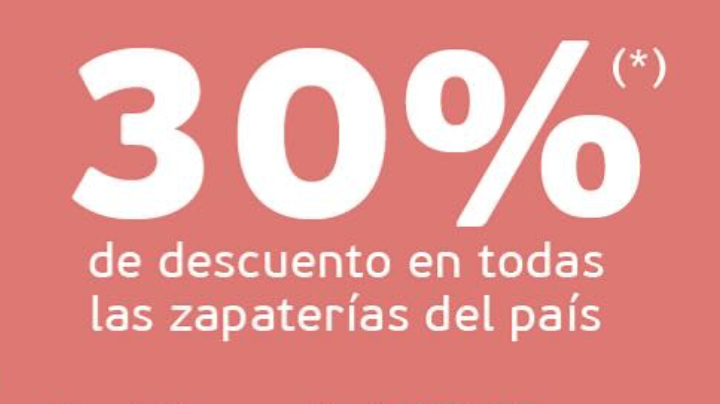 30%(*)
de descuento en todas
las zapaterías del país